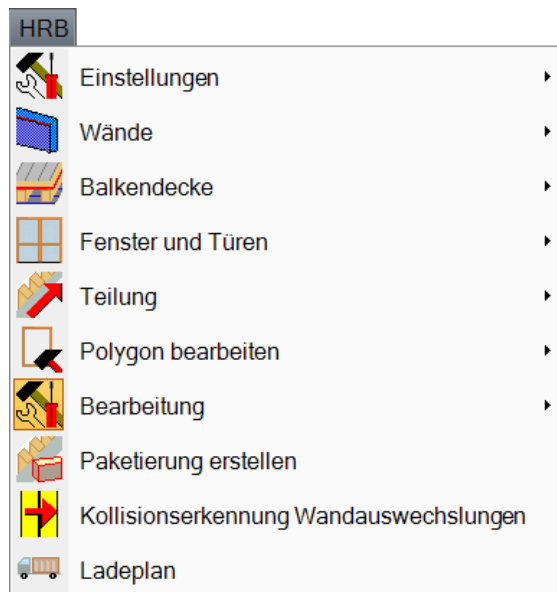 HRB
Einstellungen
Wände
Balkendecke
Fenster und Türen
Teilung
Polygon bearbeiten
Bearbeitung
Paketierung erstellen
Kollisionserkennung Wandauswechslungen
Ladeplan